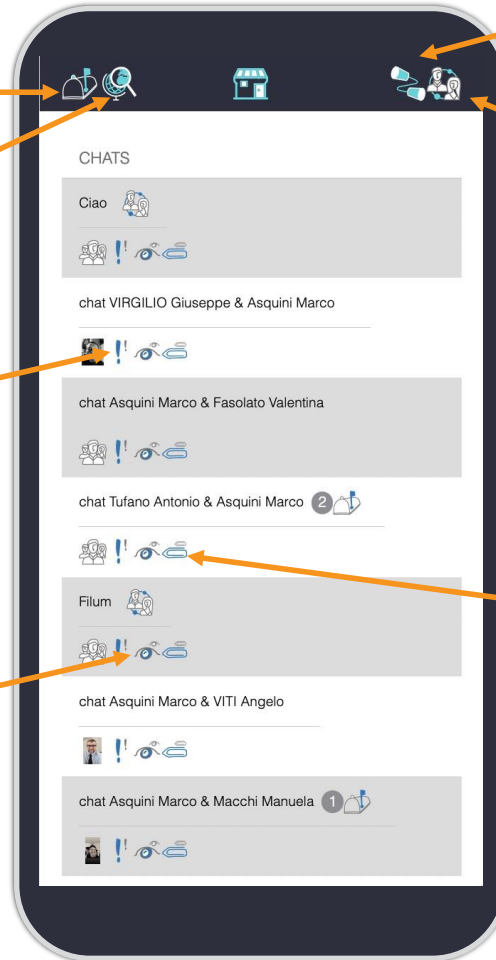 CHATS
Ciao
chat VIRGILIO Giuseppe & Asquini Marco
chat Asquini Marco & Fasolato Valentina
chat Tufano Antonio & Asquini Marco 2
Filum
chat Asquini Marco & VITI Angelo
chat Asquini Marco & Macchi Manuela 1